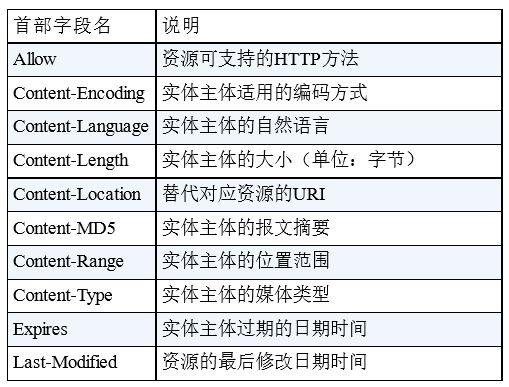 首部字段名 说明
Allow 资源可支持的HTTP方法
Content-Encoding 实体主体适用的编码方式
Content-Language 实体主体的自然语言
Content-Length 实体主体的大小（单位：字节）
Content-Location 替代对应资源的URI
Content-MD5 实体主体的报文摘要
Content-Range 实体主体的位置范围
Content-Type 实体主体的媒体类型
Expires 实体主体过期的日期时间
Last-Modified 资源的最后修改日期时间